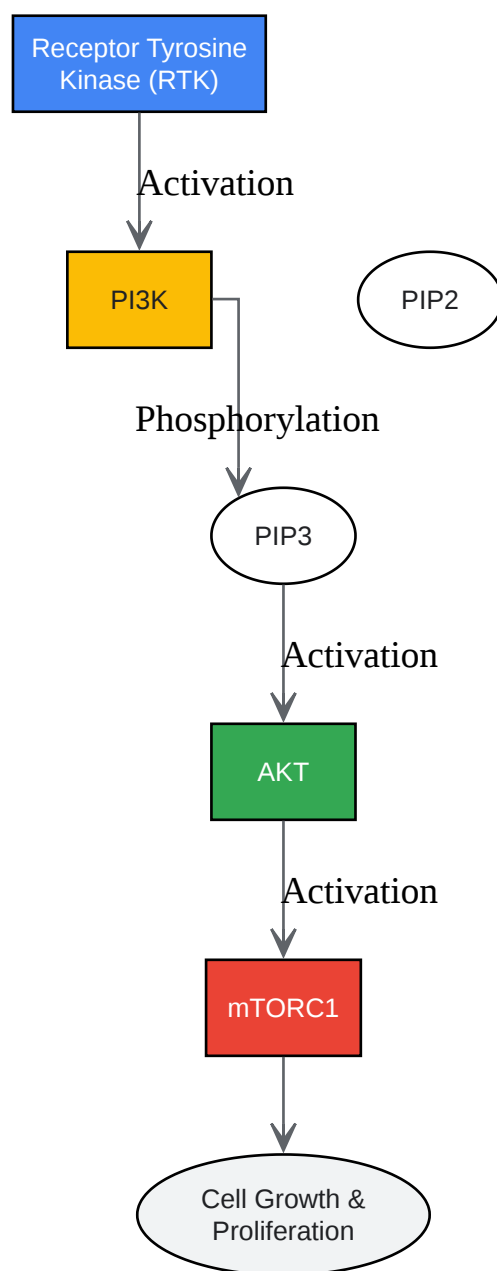 Receptor Tyrosine
Kinase (RTK)
Activation
PI3K
PIP2
Phosphorylation
PIP3
Activation
AKT
Activation
mTORC1
Cell Growth &
Proliferation